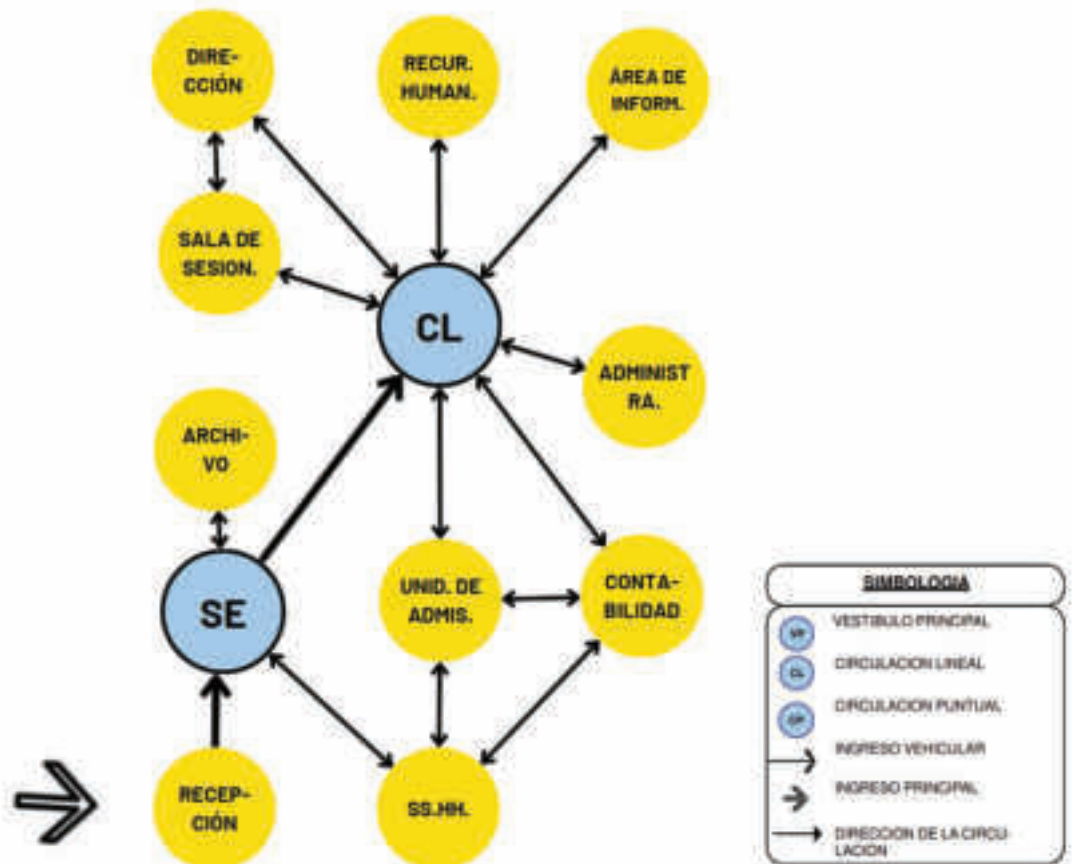 DIRE-
CCIÓN
RECUR.
HUMAN.
ÁREA DE
INFORM.
SALA DE
SESION.
CL
ADMINIST
RA.
ARCHI-
VO
SE
UNID. DE
ADMIS.
CONTA-
BILIDAD
RECEP-
CIÓN
SS.HH.
SIMBOLOGIA
VP
VESTIBULO PRINCIPAL
CL
CIRCULACION LINEAL
CP
CIRCULACION PUNTUAL
INGRESO VEHICULAR
INGRESO PRINCIPAL
DIRECCION DE LA CIRCU-
LACION